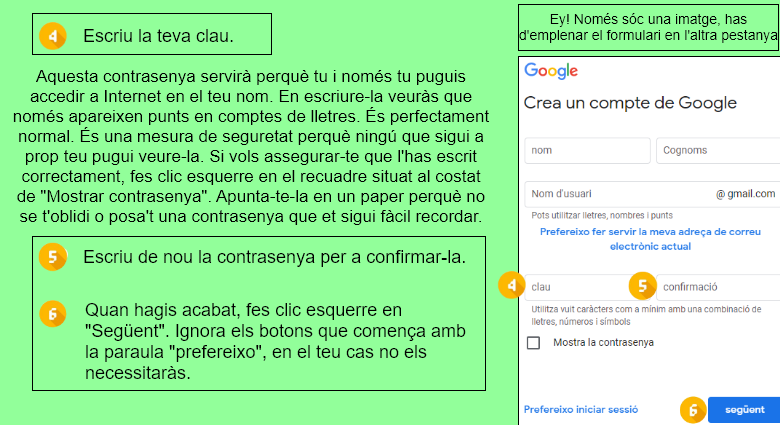 4 Escriu la teva clau.
Aquesta contrasenya servirà perquè tu i només tu puguis
accedir a Internet en el teu nom. En escriure-la veuràs que
només apareixen punts en comptes de lletres. És perfectament
normal. És una mesura de seguretat perquè ningú que sigui a
prop teu pugui veure-la. Si vols assegurar-te que l'has escrit
correctament, fes clic esquerre en el recuadre situat al costat
de "Mostrar contrasenya". Apunta-te-la en un paper perquè no
se t'oblidi o posa't una contrasenya que et sigui fàcil recordar.
5 Escriu de nou la contrasenya per a confirmar-la.
6 Quan hagis acabat, fes clic esquerre en
"Següent". Ignora els botons que comença amb
la paraula "prefereixo", en el teu cas no els
necessitaràs.
Ey! Només sóc una imatge, has
d'emplenar el formulari en l'altra pestanya
Google
Crea un compte de Google
nom Cognoms
Nom d'usuari @ gmail.com
Pots utilitzar lletres, nombres i punts
Prefereixo fer servir la meva adreça de correu
electrònic actual
4 clau 5 confirmació
Utilitza vuit caràcters com a mínim amb una combinació de
lletres, números i símbols
Mostra la contrasenya
Prefereixo iniciar sessió 6 següent